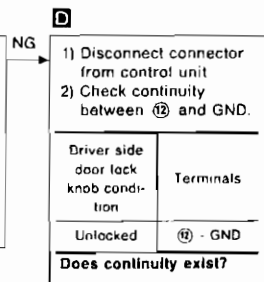 D
NG
1) Disconnect connector
from control unit
2) Check continuity
between ⑫ and GND.
Driver side
door lock
knob condi-
tion
Terminals
Unlocked
⑫ - GND
Does continuity exist?